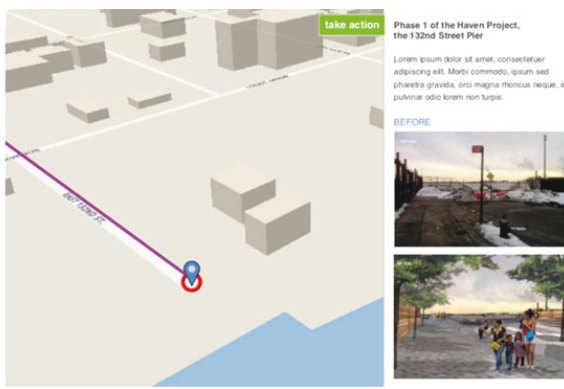 take action
EAST 132ND ST.
Phase 1 of the Haven Project,
the 132nd Street Pier
Lorem ipsum dolor sit amet, consectetuer
adipiscing elit. Morbi commodo, ipsum sed
pharetra gravida, orci magna rhoncus neque, i
pulvinar odio lorem non turpis.
BEFORE